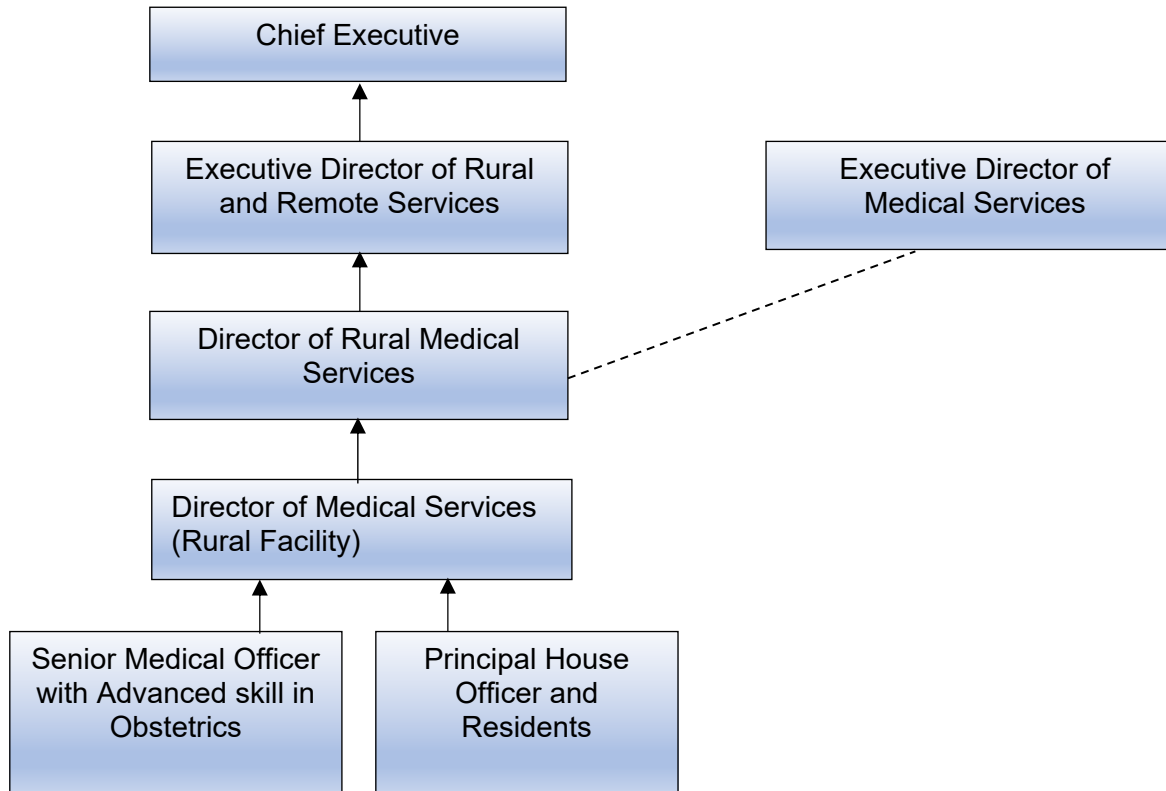 Chief Executive
Executive Director of Rural
and Remote Services
Executive Director of
Medical Services
Director of Rural Medical
Services
Director of Medical Services
(Rural Facility)
Senior Medical Officer
with Advanced skill in
Obstetrics
Principal House
Officer and
Residents